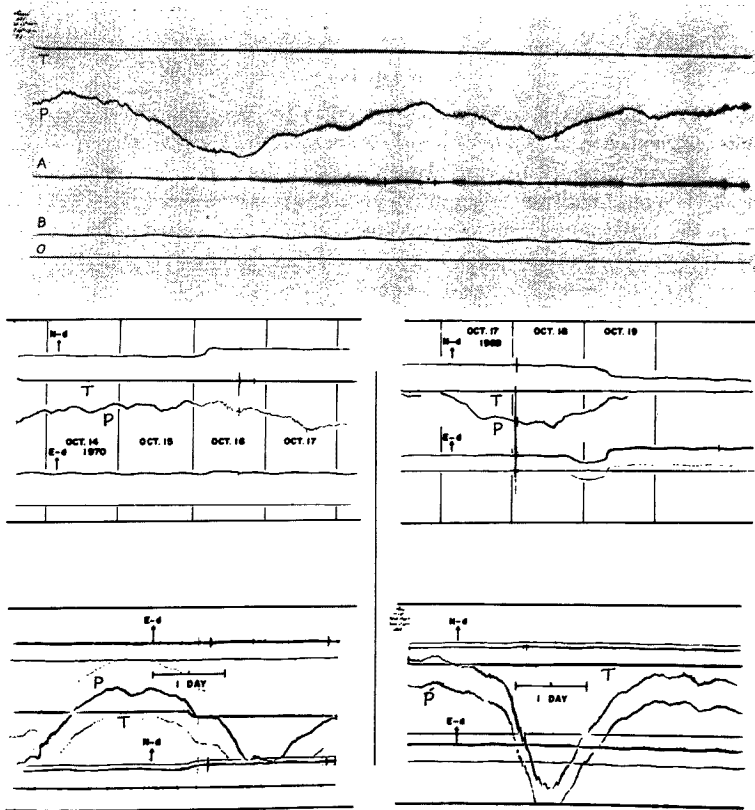 T
P
A
B
O
N-d
T
P
OCT. 14 OCT. 15 OCT. 16 OCT. 17
1970
E-d
OCT. 17 OCT. 18 OCT. 19
N-d
T
P
E-d
E-d
P
1 DAY
T
N-d
N-d
T
P
1 DAY
E-d